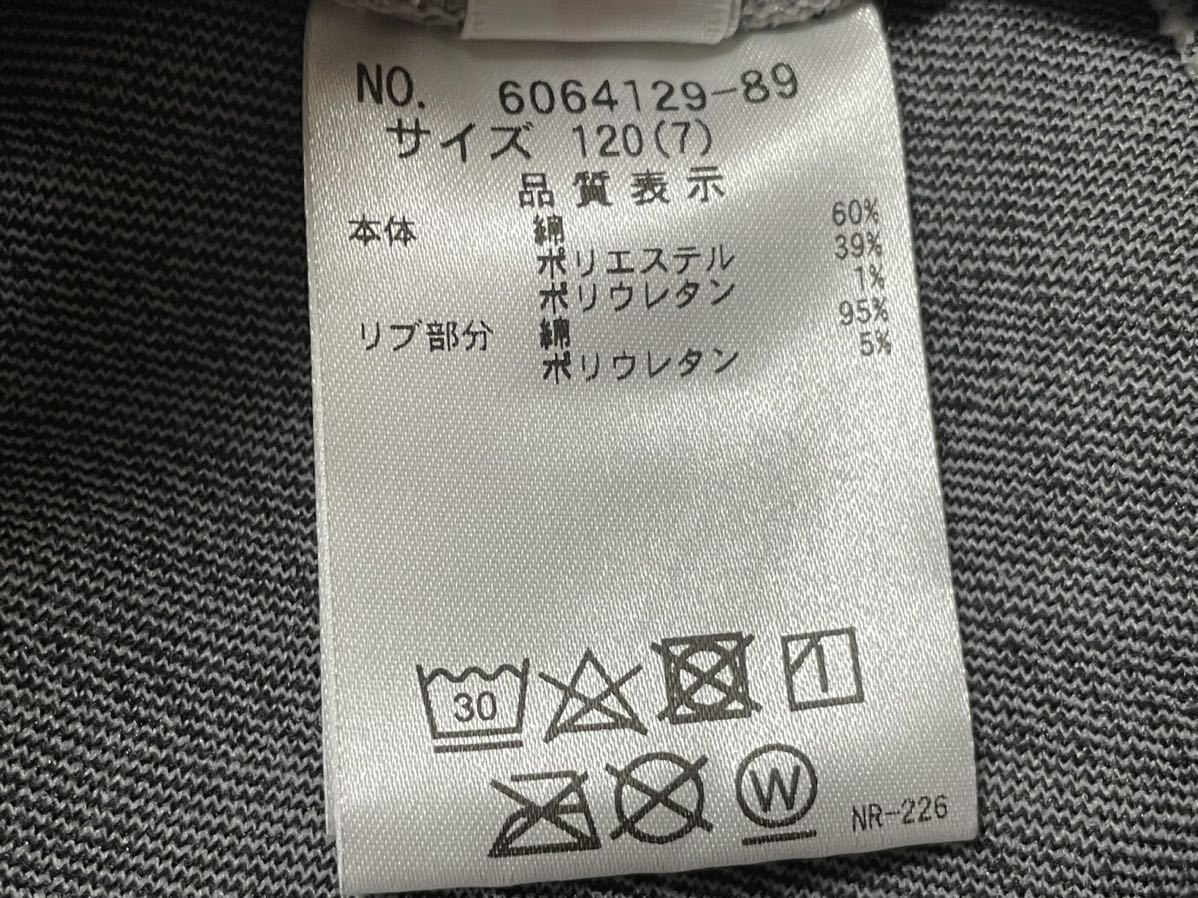 NO. 6064129-89
サイズ 120(7)
品質表示
本体 綿 60%
ポリエステル 39%
ポリウレタン 1%
リブ部分 綿 95%
ポリウレタン 5%
30
W
NR-226